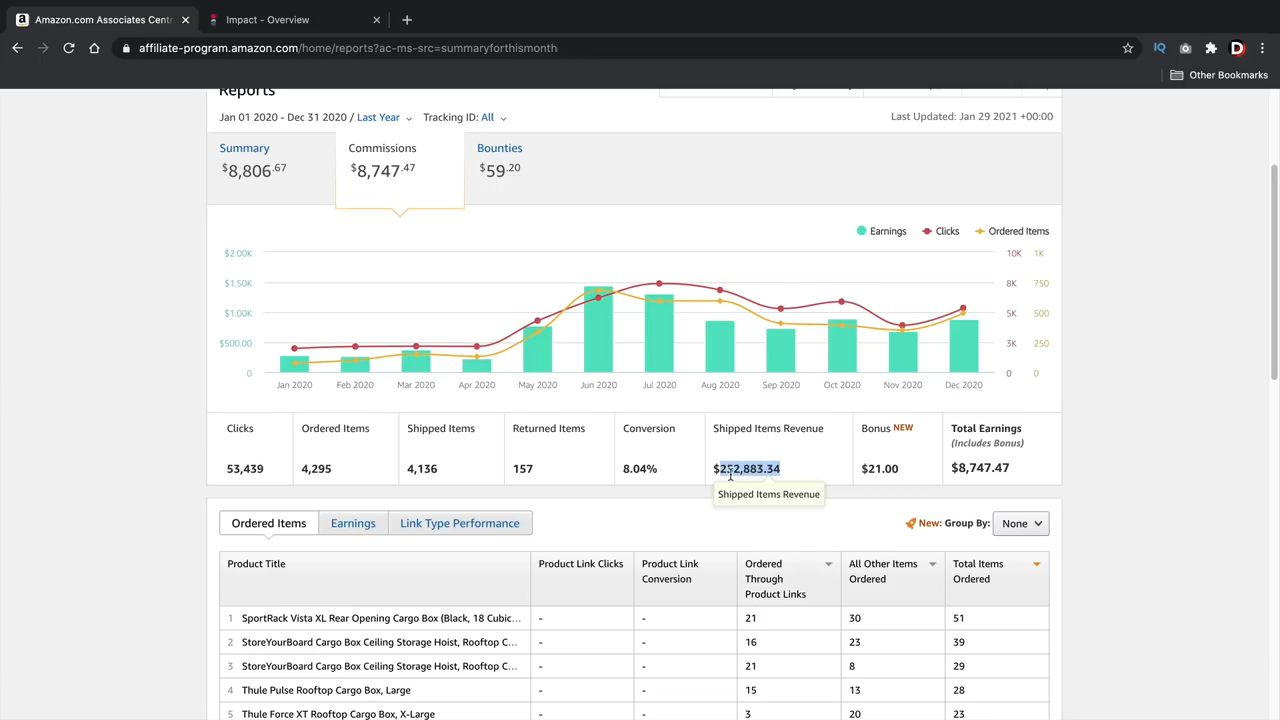 Amazon.com Associates Centr
Impact - Overview
affiliate-program.amazon.com/home/reports?ac-ms-src=summaryforthismonth
Other Bookmarks
Reports
Jan 01 2020 - Dec 31 2020 / Last Year Tracking ID: All Last Updated: Jan 29 2021 +00:00
Summary Commissions Bounties
$8,806.67 $8,747.47 $59.20
Earnings Clicks Ordered Items
$2.00K 10K 1K
$1.50K 8K 750
$1.00K 5K 500
$500.00 3K 250
0 0 0
Jan 2020 Feb 2020 Mar 2020 Apr 2020 May 2020 Jun 2020 Jul 2020 Aug 2020 Sep 2020 Oct 2020 Nov 2020 Dec 2020
Clicks Ordered Items Shipped Items Returned Items Conversion Shipped Items Revenue Bonus NEW Total Earnings
(Includes Bonus)
53,439 4,295 4,136 157 8.04% $252,883.34 $21.00 $8,747.47
Shipped Items Revenue
Ordered Items Earnings Link Type Performance New: Group By: None
Product Title Product Link Clicks Product Link Conversion Ordered Through Product Links All Other Items Ordered Total Items Ordered
1 SportRack Vista XL Rear Opening Cargo Box (Black, 18 Cubic... - - 21 30 51
2 StoreYourBoard Cargo Box Ceiling Storage Hoist, Rooftop C... - - 16 23 39
3 StoreYourBoard Cargo Box Ceiling Storage Hoist, Rooftop C... - - 21 8 29
4 Thule Pulse Rooftop Cargo Box, Large - - 15 13 28
5 Thule Force XT Rooftop Cargo Box, X-Large - - 3 20 23